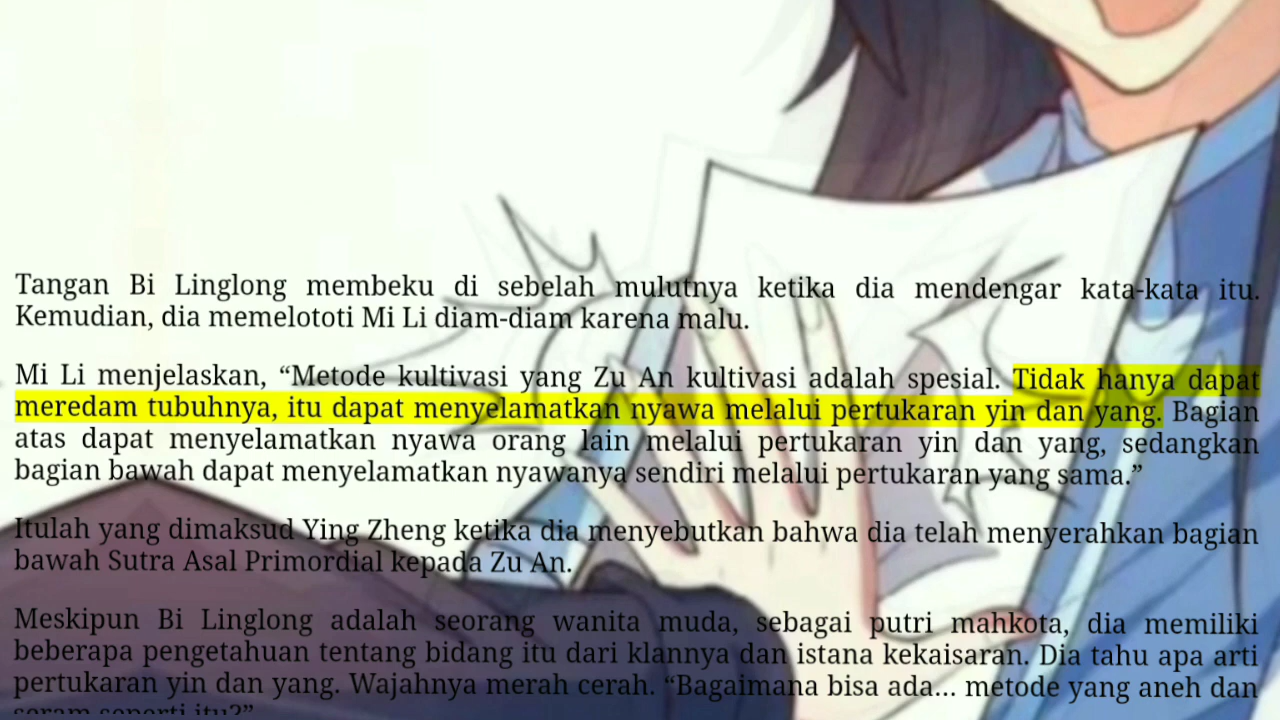 Tangan Bi Linglong membeku di sebelah mulutnya ketika dia mendengar kata-kata itu.
Kemudian, dia memelototi Mi Li diam-diam karena malu.
Mi Li menjelaskan, “Metode kultivasi yang Zu An kultivasi adalah spesial. Tidak hanya dapat
meredam tubuhnya, itu dapat menyelamatkan nyawa melalui pertukaran yin dan yang. Bagian
atas dapat menyelamatkan nyawa orang lain melalui pertukaran yin dan yang, sedangkan
bagian bawah dapat menyelamatkan nyawanya sendiri melalui pertukaran yang sama.”
Itulah yang dimaksud Ying Zheng ketika dia menyebutkan bahwa dia telah menyerahkan bagian
bawah Sutra Asal Primordial kepada Zu An.
Meskipun Bi Linglong adalah seorang wanita muda, sebagai putri mahkota, dia memiliki
beberapa pengetahuan tentang bidang itu dari klannya dan istana kekaisaran. Dia tahu apa arti
pertukaran yin dan yang. Wajahnya merah cerah. “Bagaimana bisa ada… metode yang aneh dan
seram seperti itu?”